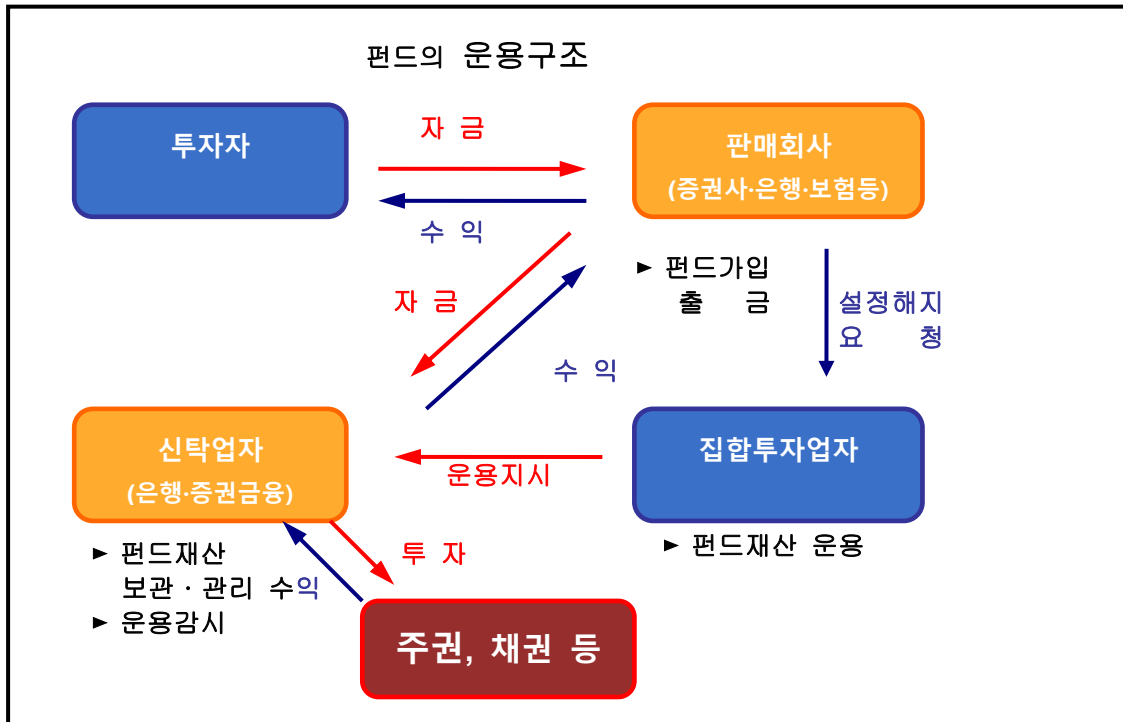 펀드의 운용구조
투자자
자 금
판매회사
(증권사·은행·보험등)
수 익
자 금
► 펀드가입
출 금
설정해지
요 청
수 익
신탁업자
(은행·증권금융)
운용지시
집합투자업자
► 펀드재산 운용
► 펀드재산
보관·관리 수익
► 운용감시
투 자
주권, 채권 등